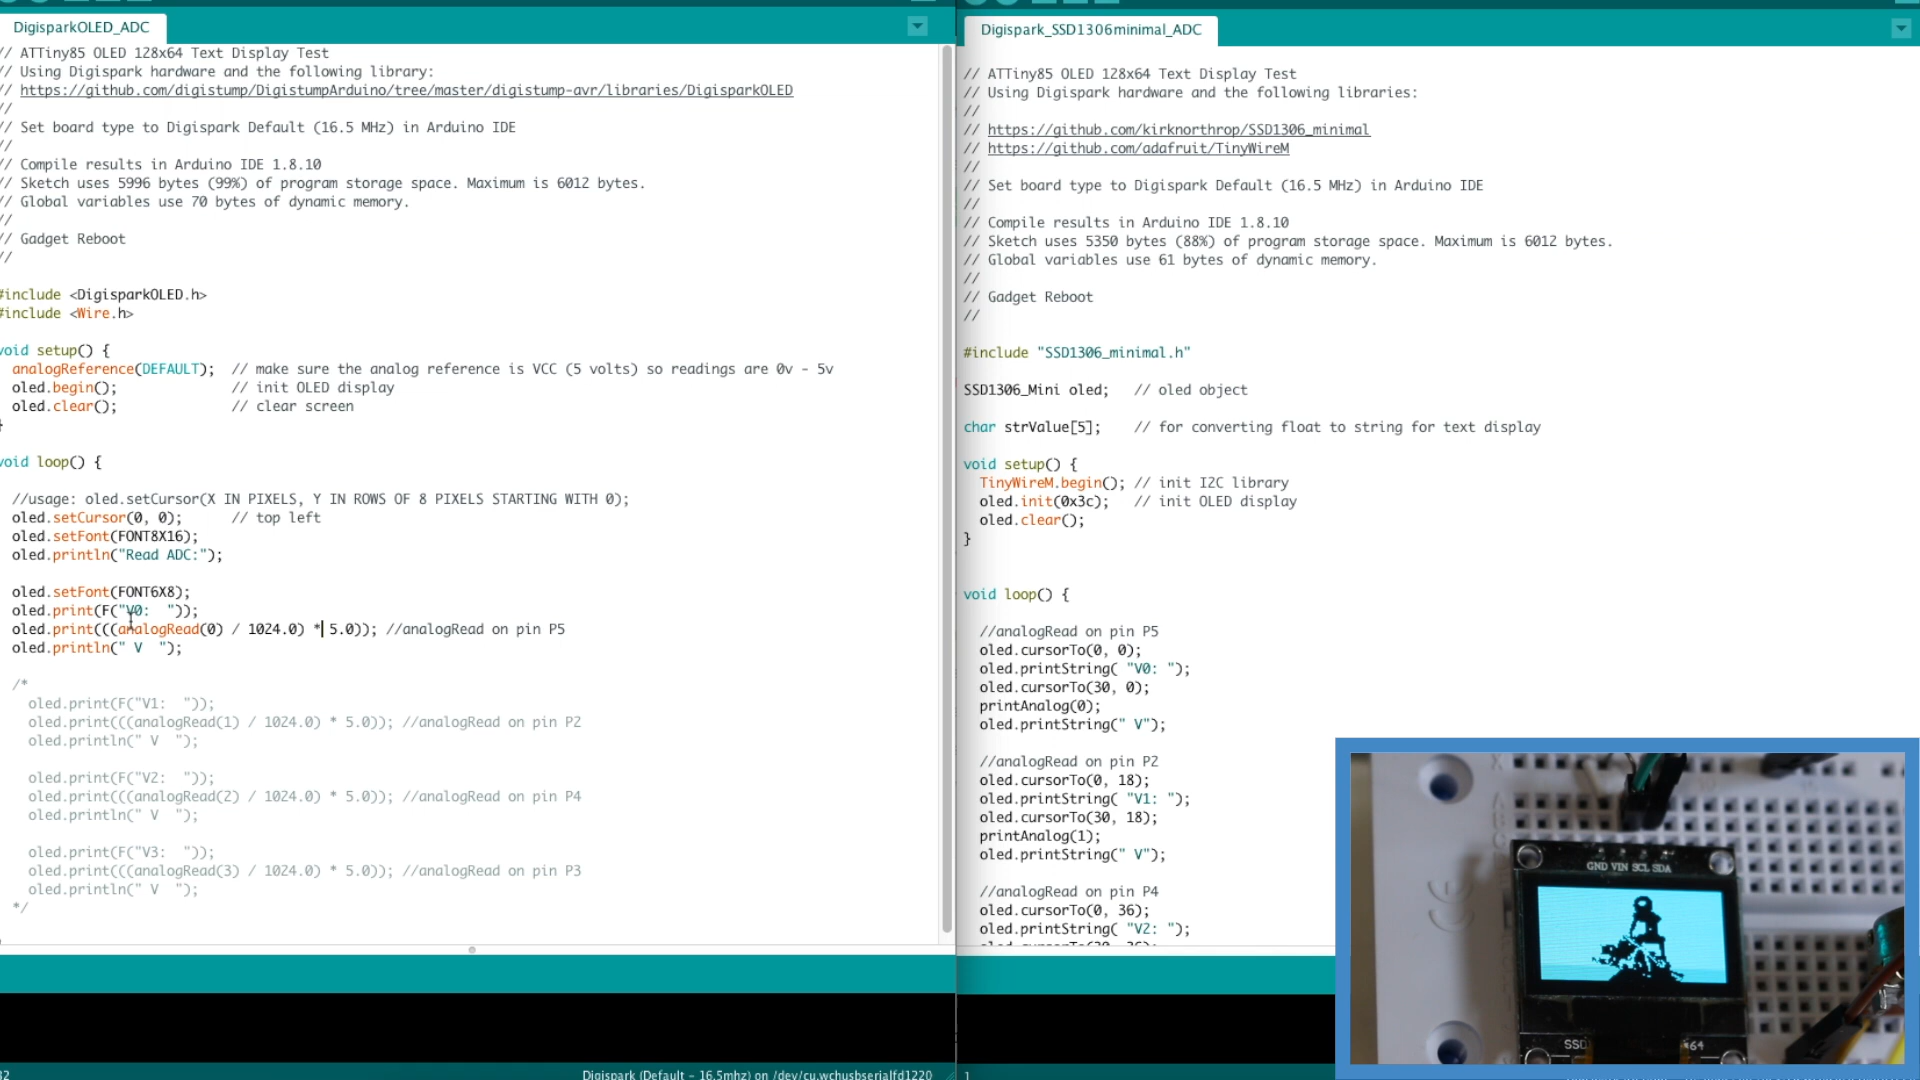 DigisparkOLED_ADC
// ATTiny85 OLED 128x64 Text Display Test
// Using Digispark hardware and the following library:
// https://github.com/digistump/DigistumpArduino/tree/master/digistump-avr/libraries/DigisparkOLED
//
// Set board type to Digispark Default (16.5 MHz) in Arduino IDE
//
// Compile results in Arduino IDE 1.8.10
// Sketch uses 5996 bytes (99%) of program storage space. Maximum is 6012 bytes.
// Global variables use 70 bytes of dynamic memory.
//
// Gadget Reboot
//
#include <DigisparkOLED.h>
#include <Wire.h>
void setup() {
analogReference(DEFAULT);  // make sure the analog reference is VCC (5 volts) so readings are 0v - 5v
oled.begin();              // init OLED display
oled.clear();              // clear screen
}
void loop() {
//usage: oled.setCursor(X IN PIXELS, Y IN ROWS OF 8 PIXELS STARTING WITH 0);
oled.setCursor(0, 0);      // top left
oled.setFont(FONT8X16);
oled.println("Read ADC:");
oled.setFont(FONT6X8);
oled.print(F("V0:  "));
oled.print(((analogRead(0) / 1024.0) * 5.0)); //analogRead on pin P5
oled.println(" V  ");
/*
oled.print(F("V1:  "));
oled.print(((analogRead(1) / 1024.0) * 5.0)); //analogRead on pin P2
oled.println(" V  ");
oled.print(F("V2:  "));
oled.print(((analogRead(2) / 1024.0) * 5.0)); //analogRead on pin P4
oled.println(" V  ");
oled.print(F("V3:  "));
oled.print(((analogRead(3) / 1024.0) * 5.0)); //analogRead on pin P3
oled.println(" V  ");
*/
Digispark (Default - 16.5mhz) on /dev/cu.wchusbserialfd1220
Digispark_SSD1306minimal_ADC
// ATTiny85 OLED 128x64 Text Display Test
// Using Digispark hardware and the following libraries:
//
// https://github.com/kirknorthrop/SSD1306_minimal
// https://github.com/adafruit/TinyWireM
//
// Set board type to Digispark Default (16.5 MHz) in Arduino IDE
//
// Compile results in Arduino IDE 1.8.10
// Sketch uses 5350 bytes (88%) of program storage space. Maximum is 6012 bytes.
// Global variables use 61 bytes of dynamic memory.
//
// Gadget Reboot
//
#include "SSD1306_minimal.h"
SSD1306_Mini oled;   // oled object
char strValue[5];    // for converting float to string for text display
void setup() {
TinyWireM.begin(); // init I2C library
oled.init(0x3c);   // init OLED display
oled.clear();
}
void loop() {
//analogRead on pin P5
oled.cursorTo(0, 0);
oled.printString( "V0: ");
oled.cursorTo(30, 0);
printAnalog(0);
oled.printString(" V");
//analogRead on pin P2
oled.cursorTo(0, 18);
oled.printString( "V1: ");
oled.cursorTo(30, 18);
printAnalog(1);
oled.printString(" V");
//analogRead on pin P4
oled.cursorTo(0, 36);
oled.printString( "V2: ");
1
GND VIN SCL SDA